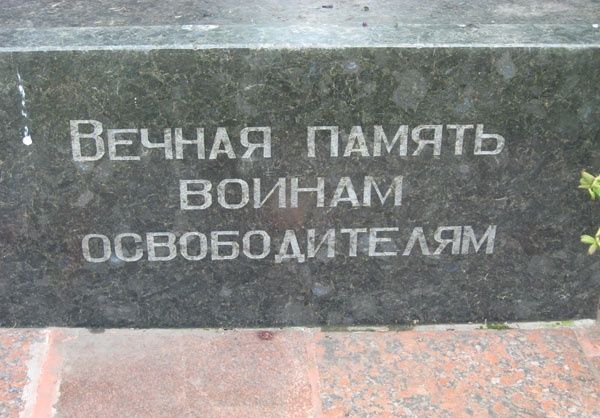 Вечная память
воинам
освободителям